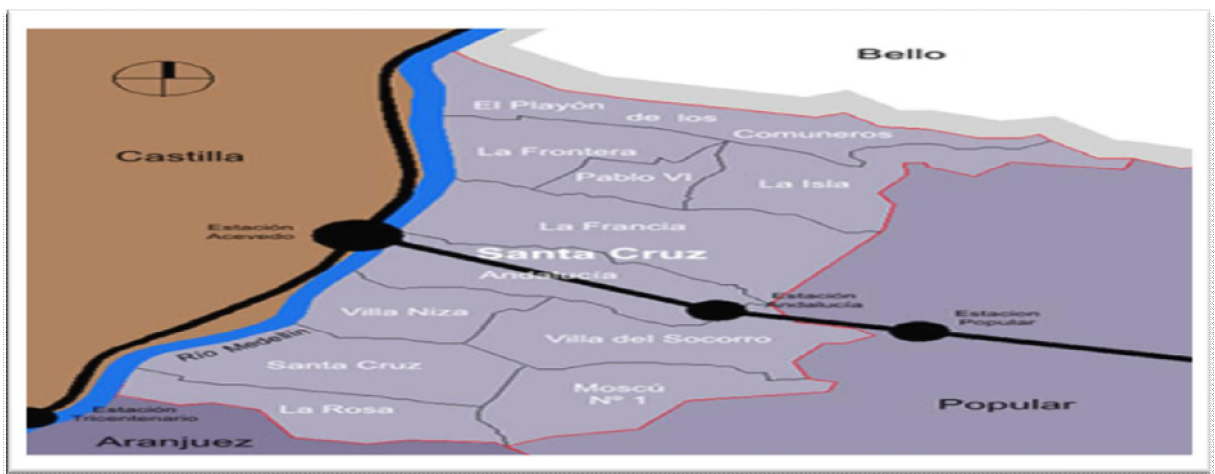 Bello
El Playón
de los
Comuneros
Castilla
La Frontera
Pablo VI
La Isla
Estación
Acevedo
La Francia
Santa Cruz
Andalucía
Estación
Andalucía
Villa Niza
Estacion
Popular
Río Medellín
Villa del Socorro
Santa Cruz
Moscú
Nº 1
La Rosa
Popular
Estación
Tricentenario
Aranjuez